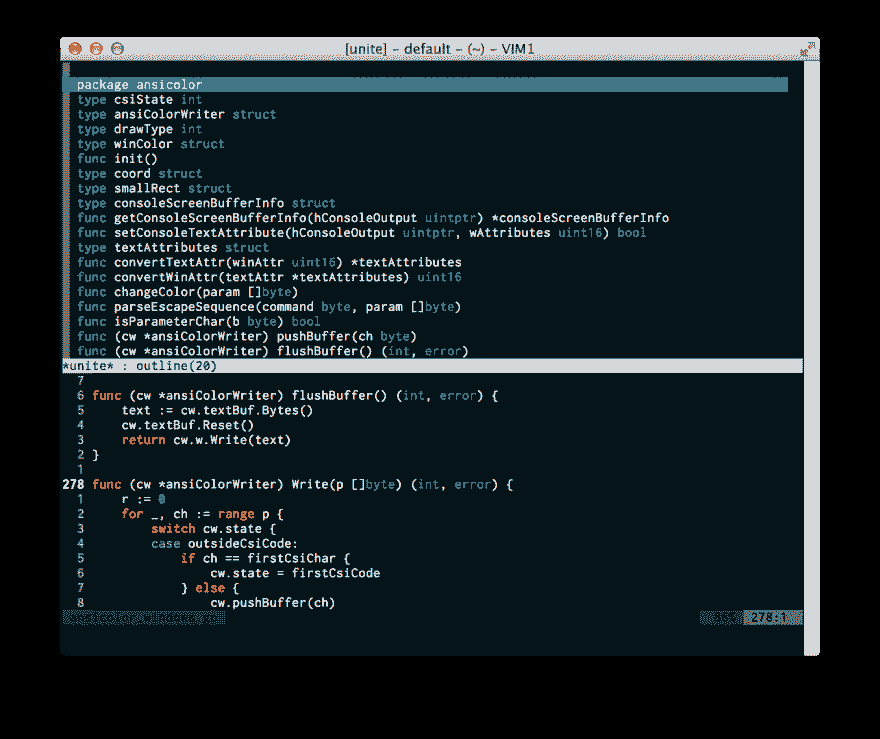 [unite] - default - (~) - VIM1
package ansicolor
type csiState int
type ansiColorWriter struct
type drawType int
type winColor struct
func init()
type coord struct
type smallRect struct
type consoleScreenBufferInfo struct
func getConsoleScreenBufferInfo(hConsoleOutput uintptr) *consoleScreenBufferInfo
func setConsoleTextAttribute(hConsoleOutput uintptr, wAttributes uint16) bool
type textAttributes struct
func convertTextAttr(winAttr uint16) *textAttributes
func convertWinAttr(textAttr *textAttributes) uint16
func changeColor(param []byte)
func parseEscapeSequence(command byte, param []byte)
func isParameterChar(b byte) bool
func (cw *ansiColorWriter) pushBuffer(ch byte)
func (cw *ansiColorWriter) flushBuffer() (int, error)
*unite* : outline(20)
7
6 func (cw *ansiColorWriter) flushBuffer() (int, error) {
5     text := cw.textBuf.Bytes()
4     cw.textBuf.Reset()
3     return cw.w.Write(text)
2 }
1
278 func (cw *ansiColorWriter) Write(p []byte) (int, error) {
1     r := 0
2     for _, ch := range p {
3         switch cw.state {
4         case outsideCsiCode:
5             if ch == firstCsiChar {
6                 cw.state = firstCsiCode
7             } else {
8                 cw.pushBuffer(ch)
278:1